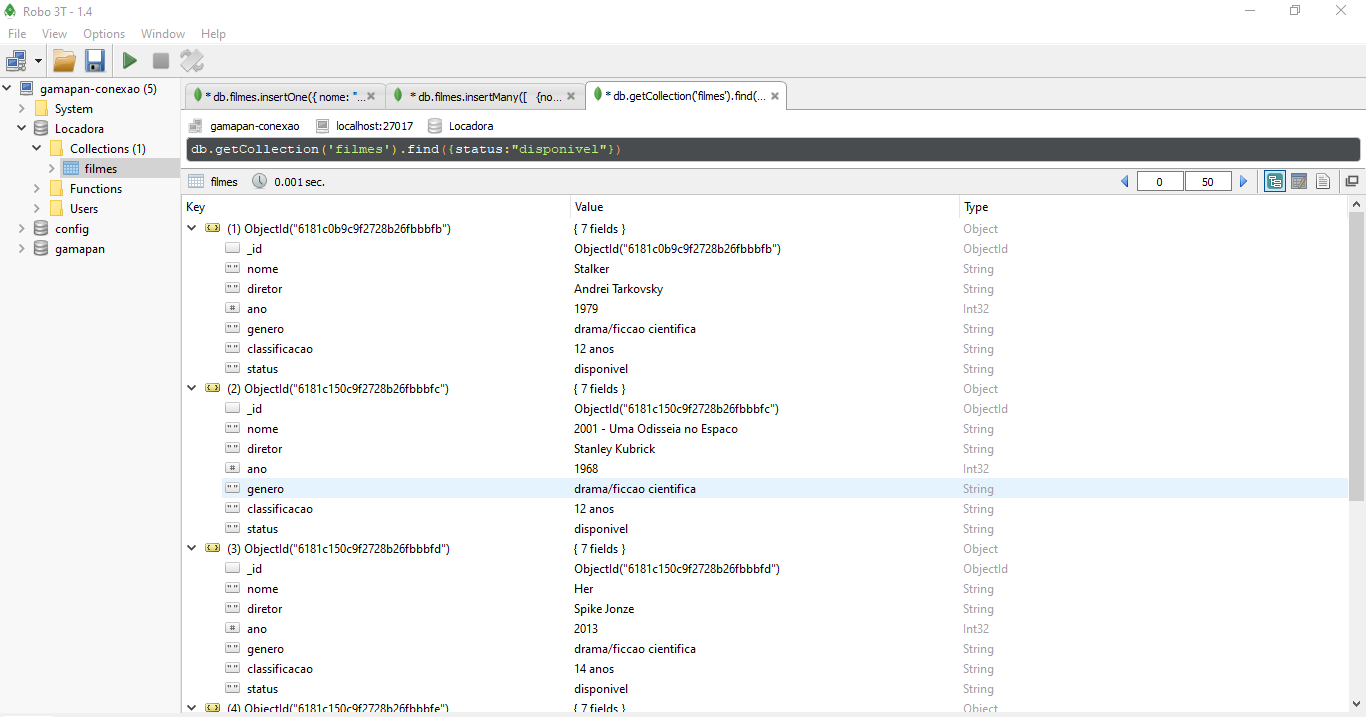 Robo 3T - 1.4
File View Options Window Help
gamapan-conexao (5)
System
Locadora
Collections (1)
filmes
Functions
Users
config
gamapan
* db.filmes.insertOne({ nome: "... * db.filmes.insertMany([ {no... * db.getCollection('filmes').find(...
gamapan-conexao localhost:27017 Locadora
db.getCollection('filmes').find({status:"disponivel"})
filmes 0.001 sec. 0 50
Key Value Type
(1) ObjectId("6181c0b9c9f2728b26fbbbfb") { 7 fields } Object
_id ObjectId("6181c0b9c9f2728b26fbbbfb") ObjectId
nome Stalker String
diretor Andrei Tarkovsky String
# ano 1979 Int32
genero drama/ficcao cientifica String
classificacao 12 anos String
status disponivel String
(2) ObjectId("6181c150c9f2728b26fbbbfc") { 7 fields } Object
_id ObjectId("6181c150c9f2728b26fbbbfc") ObjectId
nome 2001 - Uma Odisseia no Espaco String
diretor Stanley Kubrick String
# ano 1968 Int32
genero drama/ficcao cientifica String
classificacao 12 anos String
status disponivel String
(3) ObjectId("6181c150c9f2728b26fbbbfd") { 7 fields } Object
_id ObjectId("6181c150c9f2728b26fbbbfd") ObjectId
nome Her String
diretor Spike Jonze String
# ano 2013 Int32
genero drama/ficcao cientifica String
classificacao 14 anos String
status disponivel String
(4) ObjectId("6181c150c9f2728b26fbbbfe") { 7 fields } Object